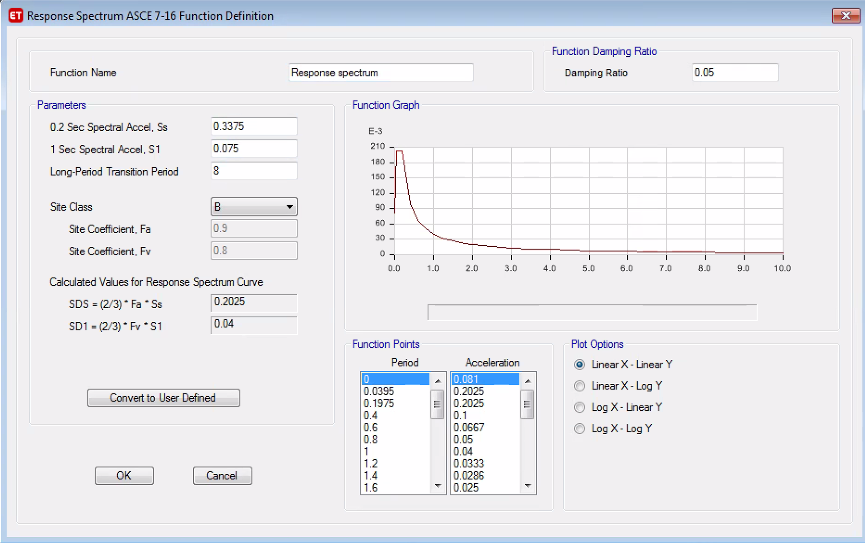 ET Response Spectrum ASCE 7-16 Function Definition
Function Name
Response spectrum
Function Damping Ratio
Damping Ratio
0.05
Parameters
0.2 Sec Spectral Accel, Ss
0.3375
1 Sec Spectral Accel, S1
0.075
Long-Period Transition Period
8
Site Class
B
Site Coefficient, Fa
0.9
Site Coefficient, Fv
0.8
Calculated Values for Response Spectrum Curve
SDS = (2/3) * Fa * Ss
0.2025
SD1 = (2/3) * Fv * S1
0.04
Convert to User Defined
OK
Cancel
Function Graph
E-3
210
180
150
120
90
60
30
0
0.0 1.0 2.0 3.0 4.0 5.0 6.0 7.0 8.0 9.0 10.0
Function Points
Period Acceleration
0 0.081
0.0395 0.2025
0.1975 0.2025
0.4 0.1
0.6 0.0667
0.8 0.05
1 0.04
1.2 0.0333
1.4 0.0286
1.6 0.025
Plot Options
Linear X - Linear Y
Linear X - Log Y
Log X - Linear Y
Log X - Log Y